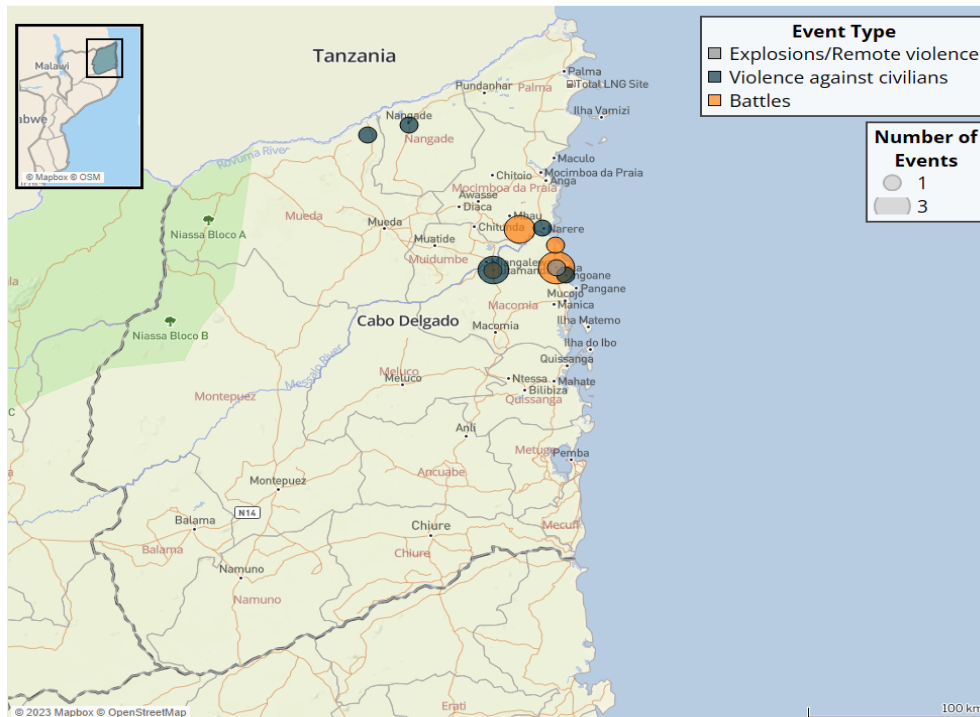 Malawi
bwe
© Mapbox © OSM
Tanzania
Event Type
Explosions/Remote violence
Violence against civilians
Battles
Number of
Events
1
3
Palma
Total LNG Site
Pundanhar
Palma
Ilha Vamizi
Nangade
Nangade
Rovuma River
Maculo
Chitoio
Mocimboa da Praia
Anga
Mocimboa da Praia
Awasse
Diaca
Mueda
Mbau
Mueda
Chitunda
Narere
Niassa Bloco A
Muatide
Muidumbe
ngoane
Pangane
Mucojo
Macomia
Manica
Ilha Matemo
Cabo Delgado
Macomia
Niassa Bloco B
Ilha do Ibo
Messalo River
Quissanga
Meluco
Meluco
Ntessa
Mahate
Bilibiza
Montepuez
Quissanga
Anli
Metuge
Pemba
Ancuabe
Montepuez
N14
Balama
Chiure
Mecufi
Balama
Chiure
Namuno
Namuno
Erati
© 2023 Mapbox © OpenStreetMap
100 km